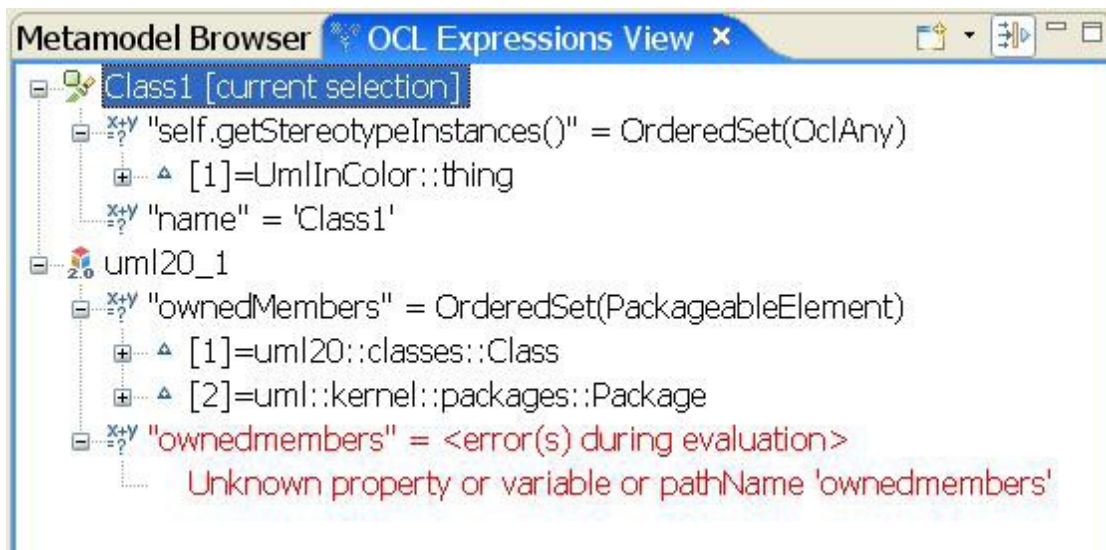 Metamodel Browser OCL Expressions View
Class1 [current selection]
"self.getStereotypeInstances()" = OrderedSet(OclAny)
[1]=UmlInColor::thing
"name" = 'Class1'
uml20_1
"ownedMembers" = OrderedSet(PackageableElement)
[1]=uml20::classes::Class
[2]=uml::kernel::packages::Package
"ownedmembers" = <error(s) during evaluation>
Unknown property or variable or pathName 'ownedmembers'